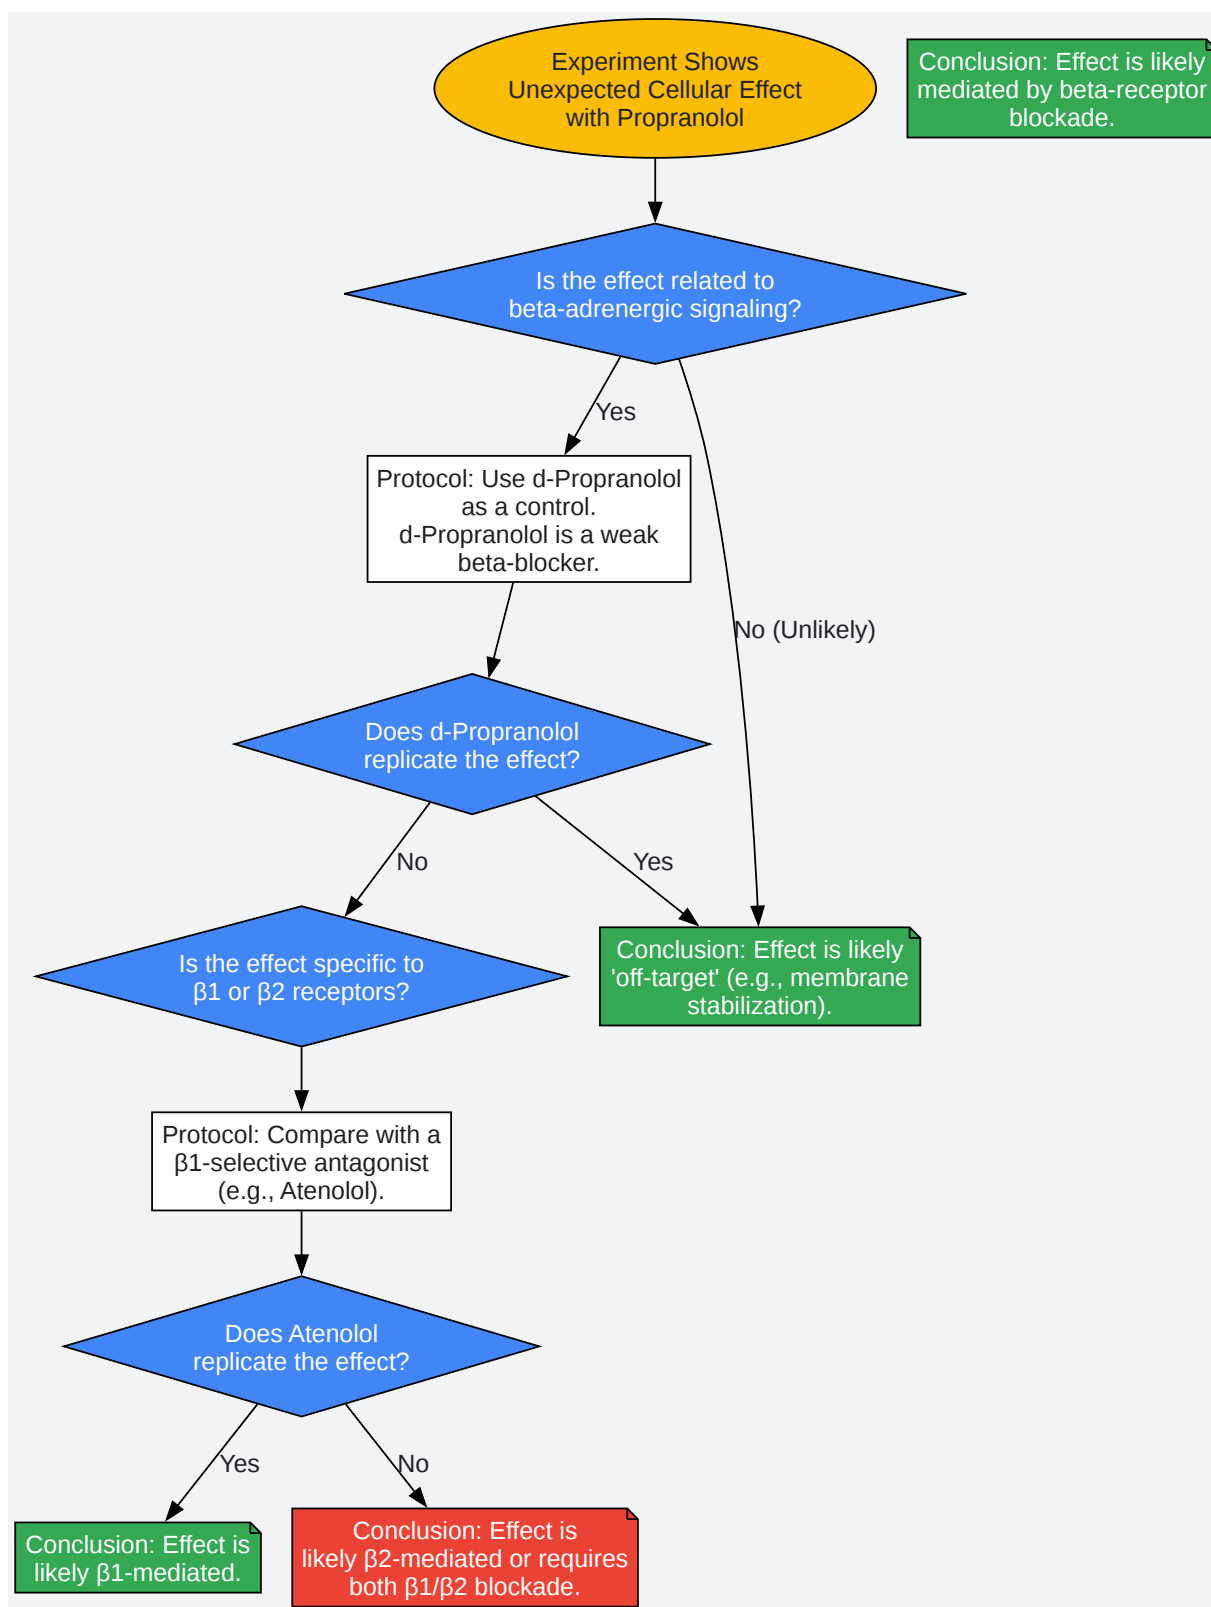 Experiment Shows
Unexpected Cellular Effect
with Propranolol
Conclusion: Effect is likely
mediated by beta-receptor
blockade.
Is the effect related to
beta-adrenergic signaling?
Yes
Protocol: Use d-Propranolol
as a control.
d-Propranolol is a weak
beta-blocker.
No (Unlikely)
Does d-Propranolol
replicate the effect?
No
Yes
Is the effect specific to
β1 or β2 receptors?
Conclusion: Effect is likely
'off-target' (e.g., membrane
stabilization).
Protocol: Compare with a
β1-selective antagonist
(e.g., Atenolol).
Does Atenolol
replicate the effect?
Yes
No
Conclusion: Effect is
likely β1-mediated.
Conclusion: Effect is
likely β2-mediated or requires
both β1/β2 blockade.